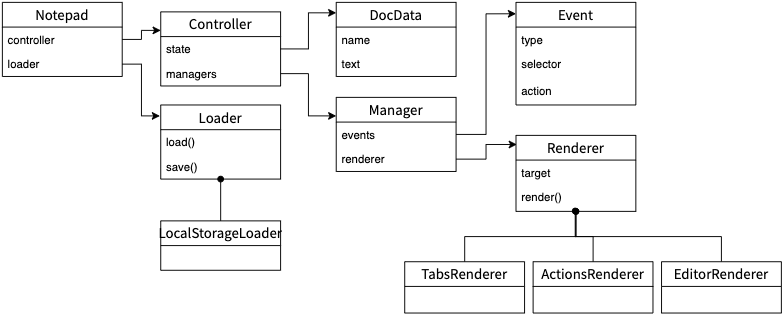 Notepad
controller
loader
Controller
state
managers
DocData
name
text
Event
type
selector
action
Loader
load()
save()
Manager
events
renderer
Renderer
target
render()
LocalStorageLoader
TabsRenderer
ActionsRenderer
EditorRenderer